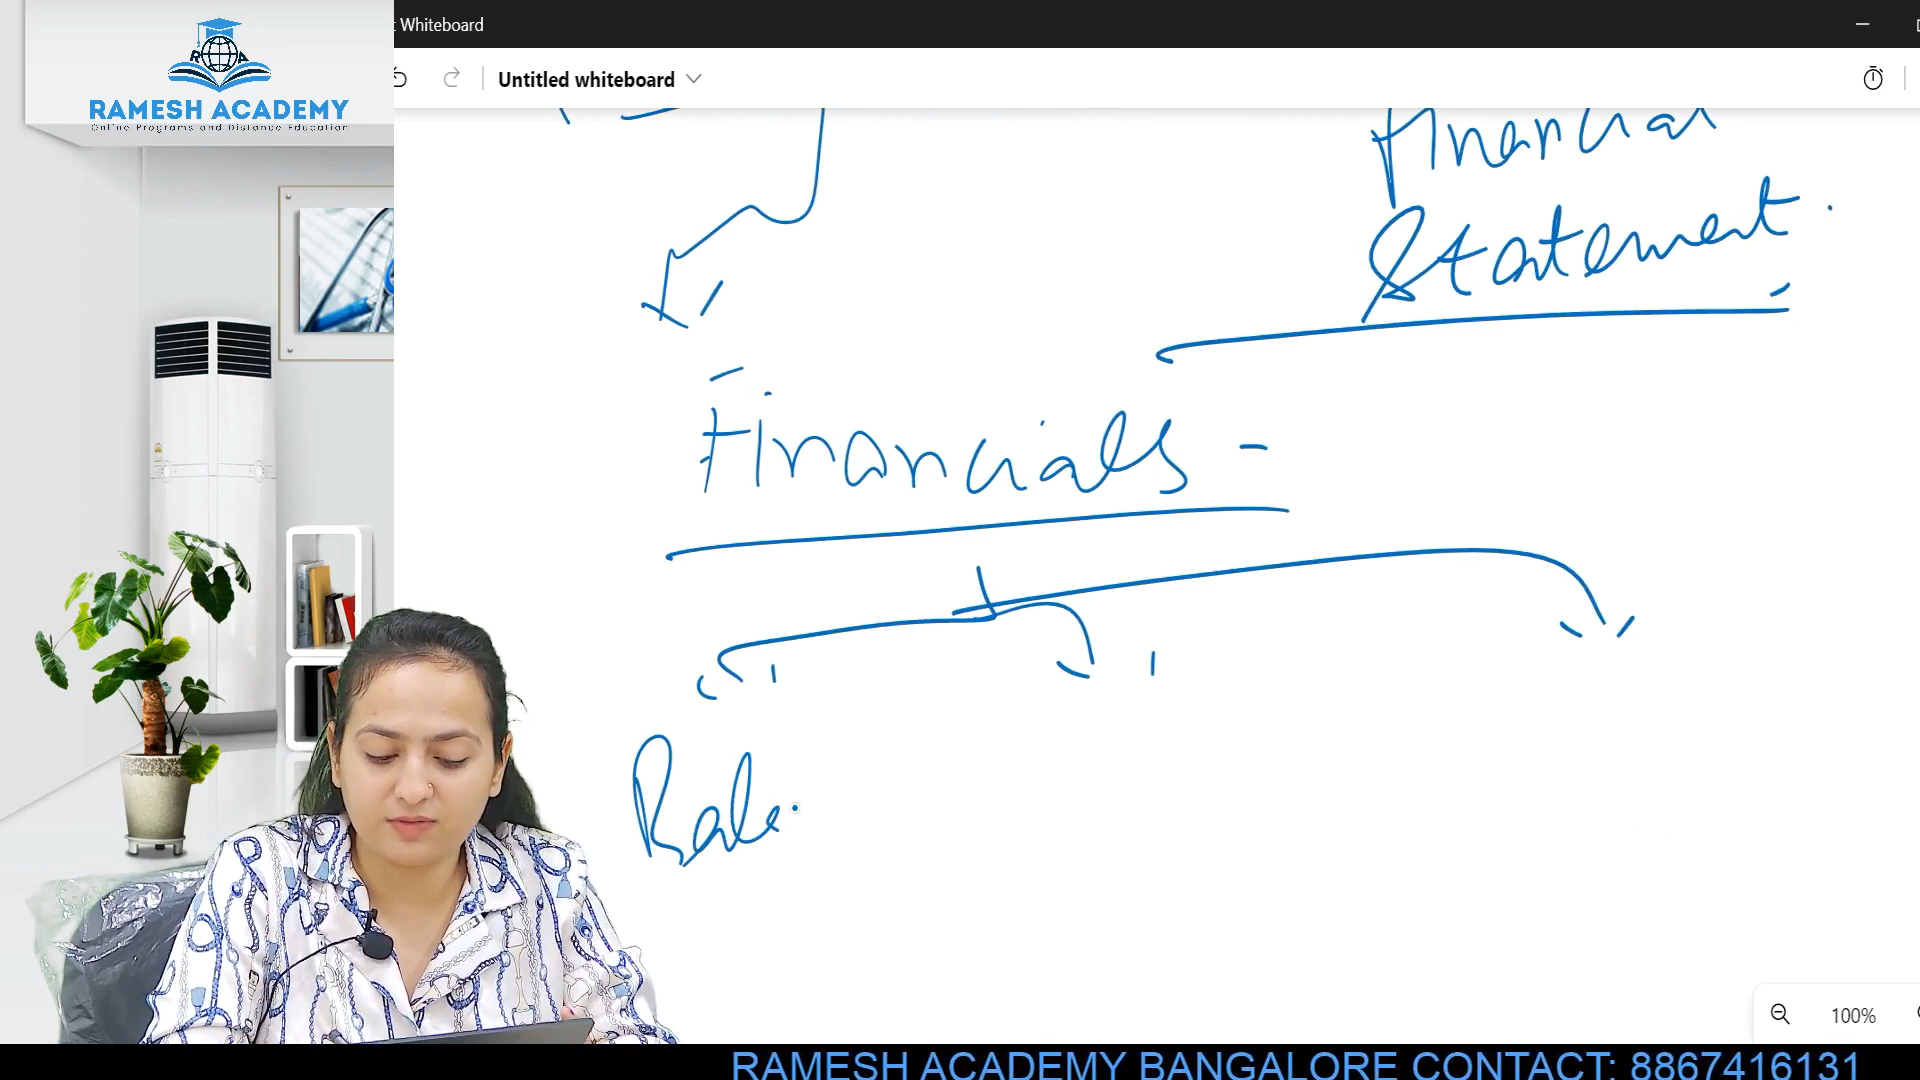 RAMESH ACADEMY
Online Programs and Distance Education
Whiteboard
Untitled whiteboard
Financial
Statement.
Financials -
Bala
100%
RAMESH ACADEMY BANGALORE CONTACT: 8867416131